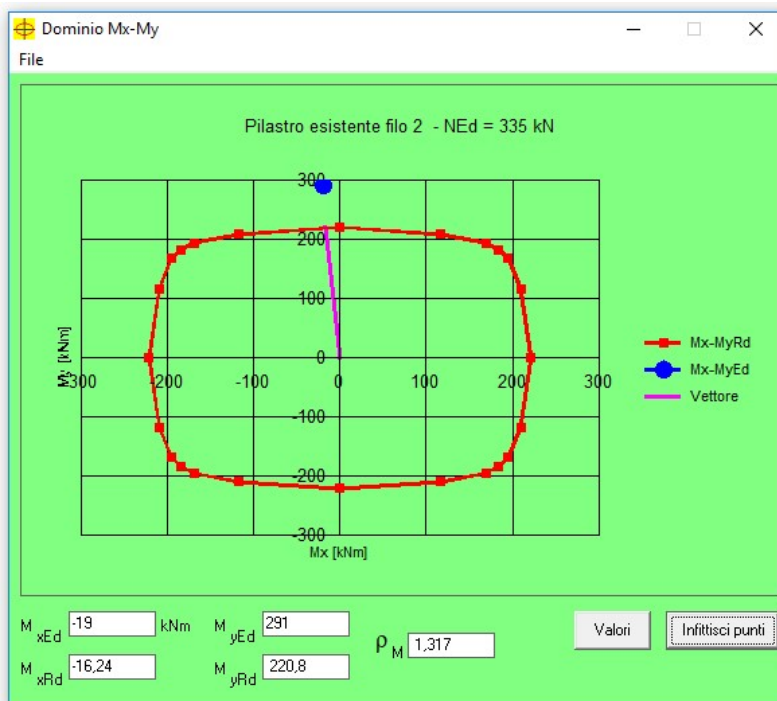 Dominio Mx-My
File
Pilastro esistente filo 2 - NEd = 335 kN
300
200
100
0
-100
-200
-300
My [kNm]
-300 -200 -100 0 100 200 300
Mx [kNm]
Mx-MyRd
Mx-MyEd
Vettore
M xEd -19 kNm M yEd 291
ρ M 1,317
Valori Infittisci punti
M xRd -16,24 M yRd 220,8